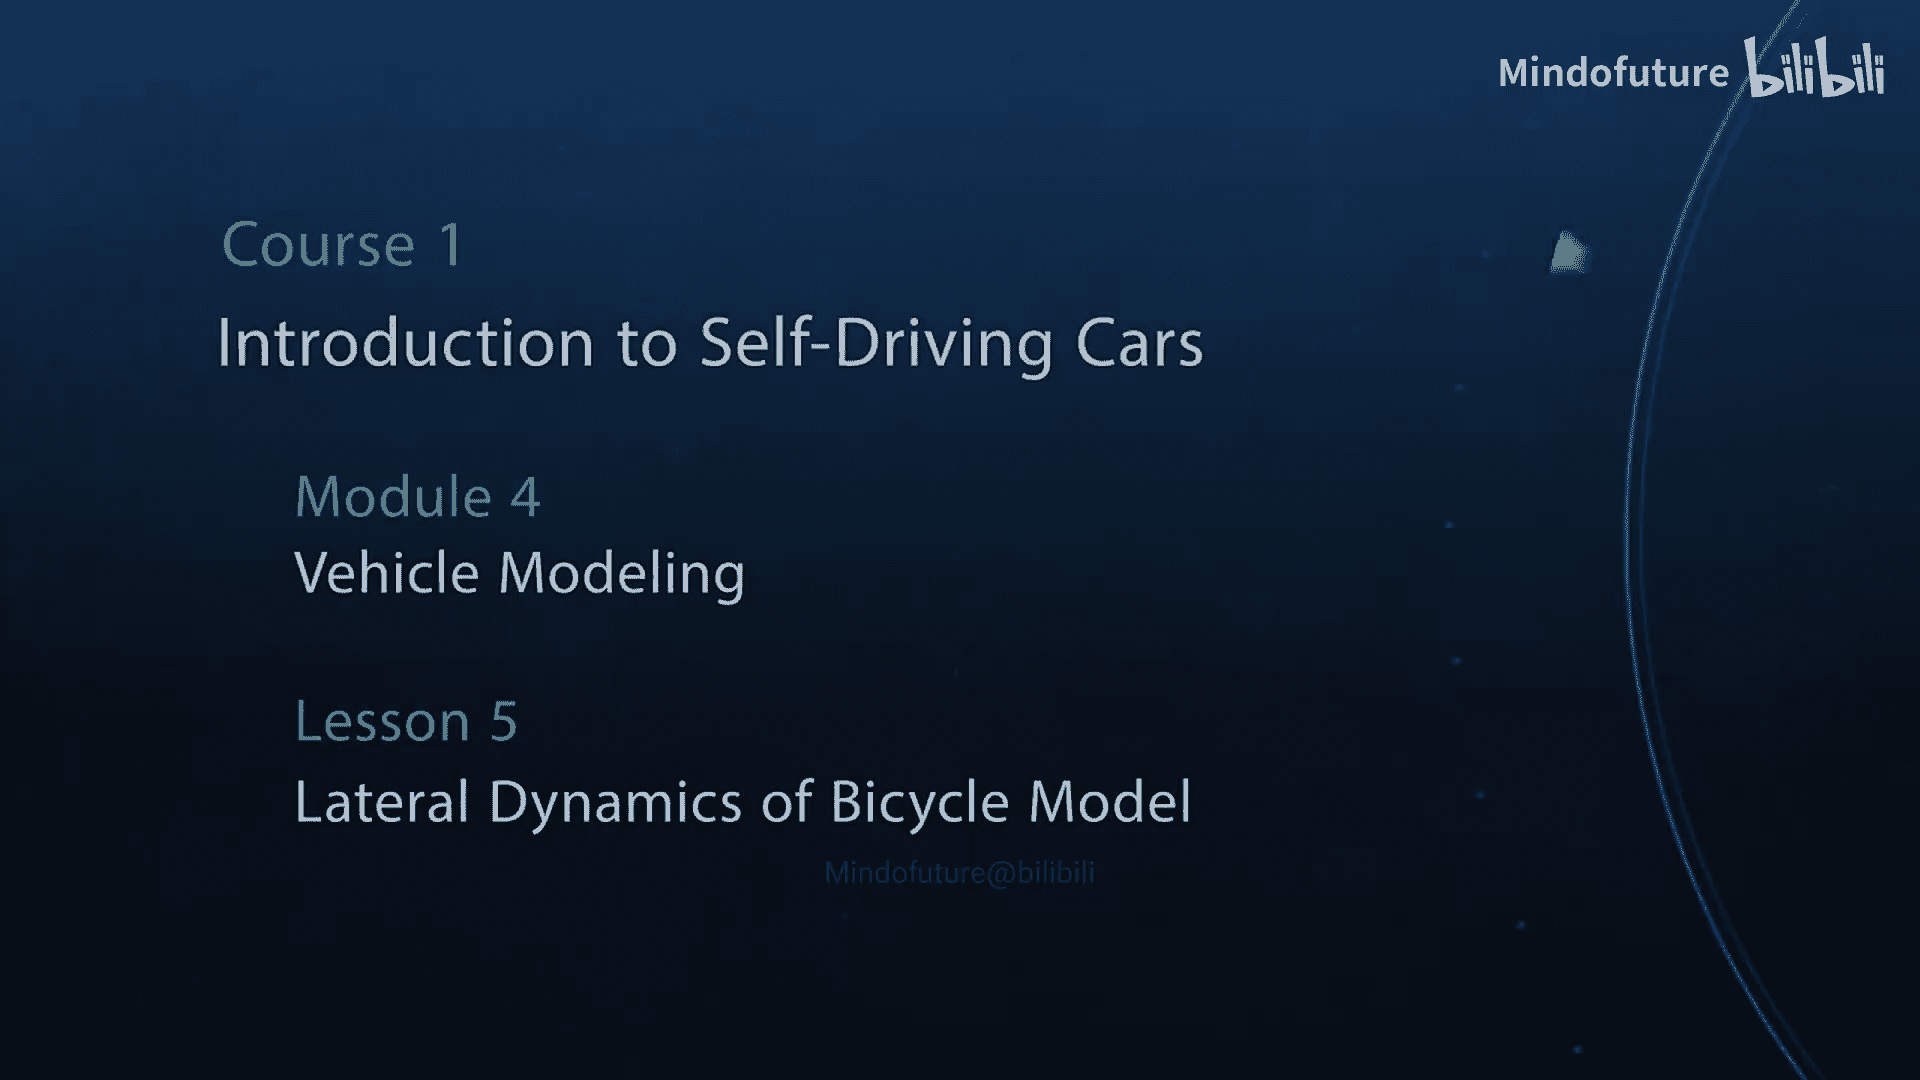 Mindofuture bilibili
Course 1
Introduction to Self-Driving Cars
Module 4
Vehicle Modeling
Lesson 5
Lateral Dynamics of Bicycle Model
Mindofuture@bilibili